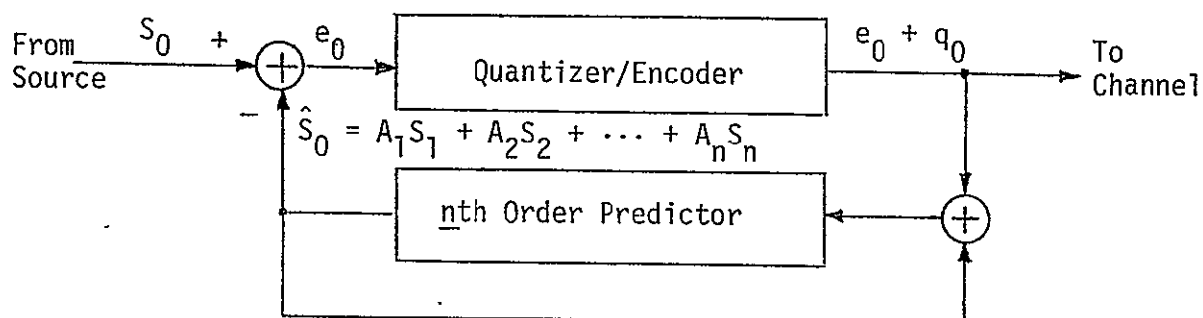 From
Source
S₀ +
e₀
Quantizer/Encoder
e₀ + q₀
To
Channel
−
Ŝ₀ = A₁S₁ + A₂S₂ + ··· + AₙSₙ
+
nth Order Predictor
+